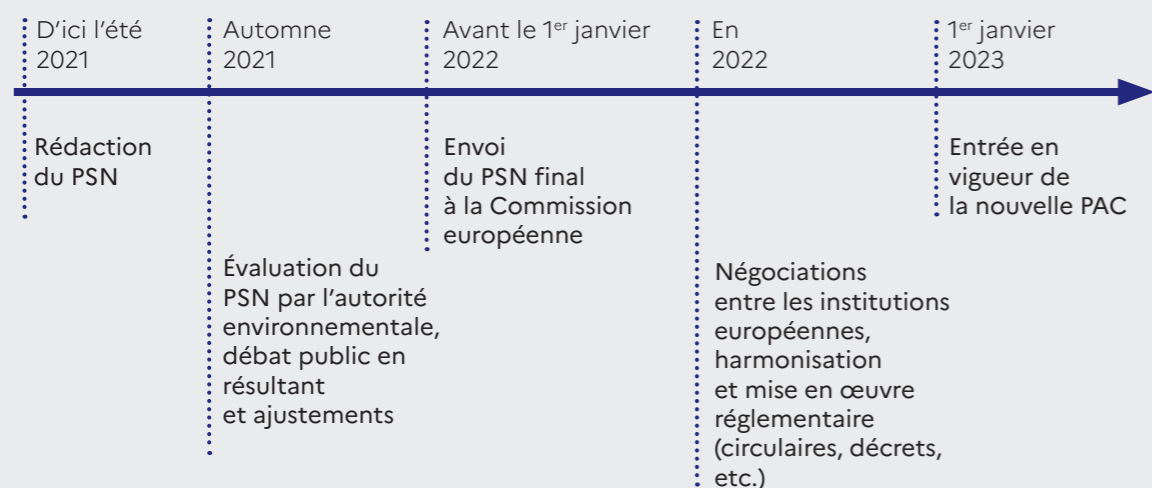 D'ici l'été
2021
Rédaction
du PSN
Automne
2021
Évaluation du
PSN par l'autorité
environnementale,
débat public en
résultant
et ajustements
Avant le 1er janvier
2022
Envoi
du PSN final
à la Commission
européenne
En
2022
Négociations
entre les institutions
européennes,
harmonisation
et mise en œuvre
réglementaire
(circulaires, décrets,
etc.)
1er janvier
2023
Entrée en
vigueur de
la nouvelle PAC